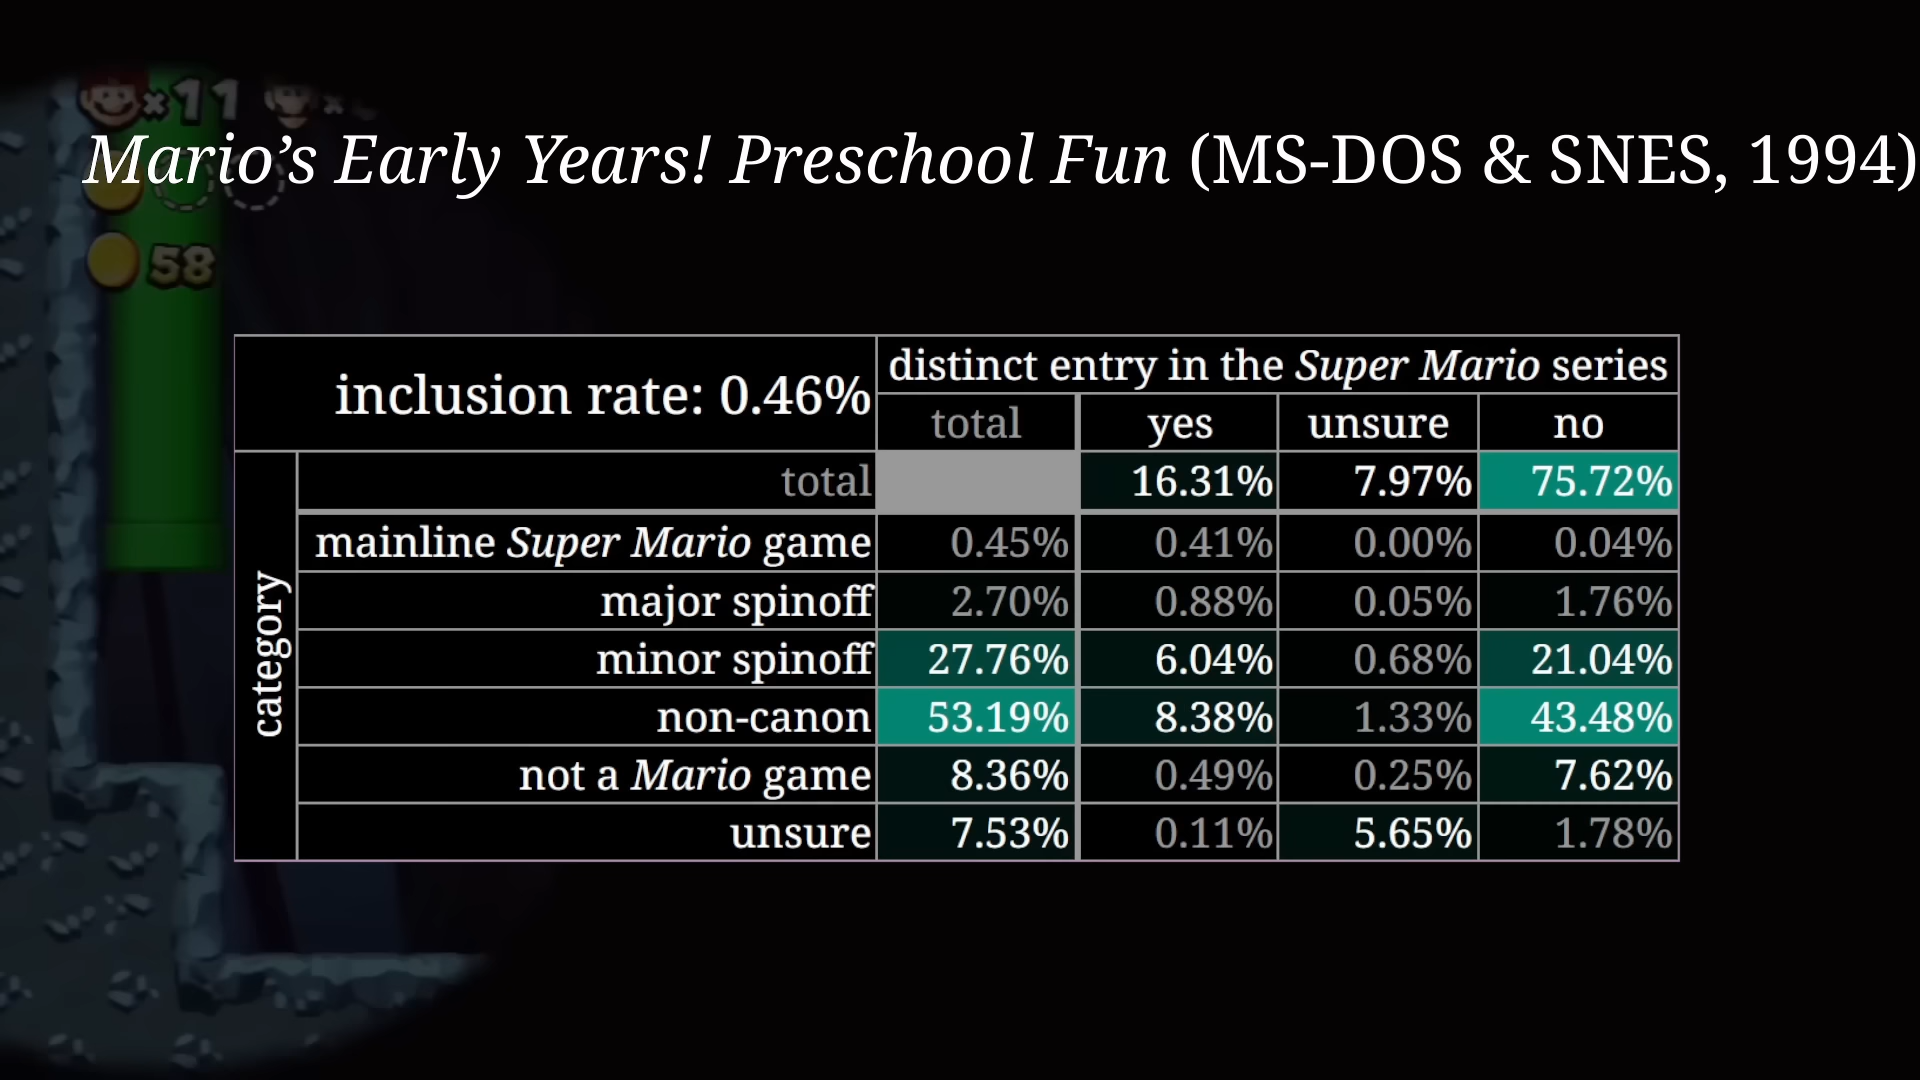 ×11 ×
Mario’s Early Years! Preschool Fun (MS-DOS & SNES, 1994)
58
inclusion rate: 0.46%
distinct entry in the Super Mario series
total yes unsure no
category
total 16.31% 7.97% 75.72%
mainline Super Mario game 0.45% 0.41% 0.00% 0.04%
major spinoff 2.70% 0.88% 0.05% 1.76%
minor spinoff 27.76% 6.04% 0.68% 21.04%
non-canon 53.19% 8.38% 1.33% 43.48%
not a Mario game 8.36% 0.49% 0.25% 7.62%
unsure 7.53% 0.11% 5.65% 1.78%